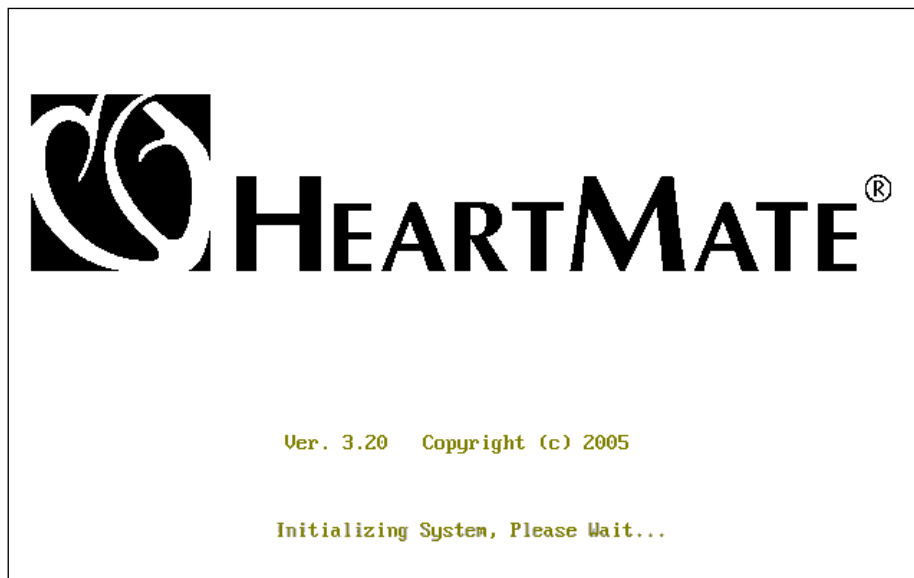 HEARTMATE®
Ver. 3.20 Copyright (c) 2005
Initializing System, Please Wait...